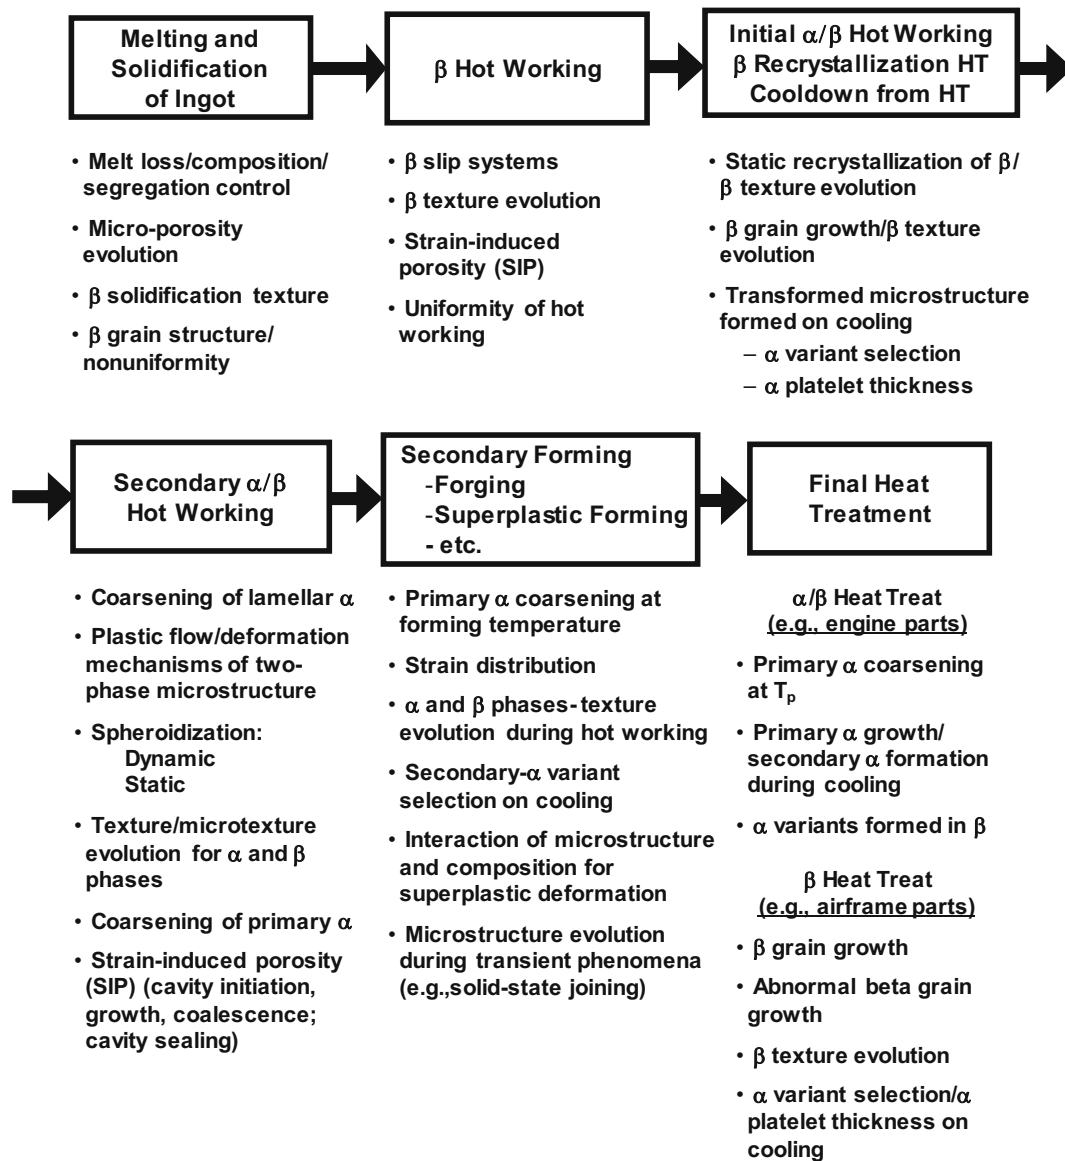 Melting and
Solidification
of Ingot
β Hot Working
Initial α/β Hot Working
β Recrystallization HT
Cooldown from HT
• Melt loss/composition/
segregation control
• Micro-porosity
evolution
• β solidification texture
• β grain structure/
nonuniformity
• β slip systems
• β texture evolution
• Strain-induced
porosity (SIP)
• Uniformity of hot
working
• Static recrystallization of β/
β texture evolution
• β grain growth/β texture
evolution
• Transformed microstructure
formed on cooling
– α variant selection
– α platelet thickness
Secondary α/β
Hot Working
Secondary Forming
-Forging
-Superplastic Forming
- etc.
Final Heat
Treatment
• Coarsening of lamellar α
• Plastic flow/deformation
mechanisms of two-
phase microstructure
• Spheroidization:
Dynamic
Static
• Texture/microtexture
evolution for α and β
phases
• Coarsening of primary α
• Strain-induced porosity
(SIP) (cavity initiation,
growth, coalescence;
cavity sealing)
• Primary α coarsening at
forming temperature
• Strain distribution
• α and β phases-texture
evolution during hot working
• Secondary-α variant
selection on cooling
• Interaction of microstructure
and composition for
superplastic deformation
• Microstructure evolution
during transient phenomena
(e.g.,solid-state joining)
α/β Heat Treat
(e.g., engine parts)
• Primary α coarsening
at Tp
• Primary α growth/
secondary α formation
during cooling
• α variants formed in β
β Heat Treat
(e.g., airframe parts)
• β grain growth
• Abnormal beta grain
growth
• β texture evolution
• α variant selection/α
platelet thickness on
cooling